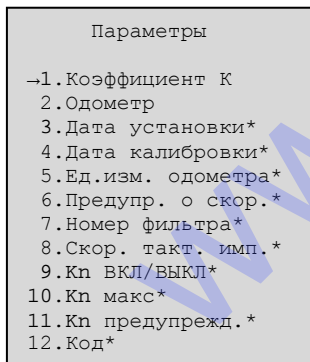 Параметры
→1.Коэффициент К
2.Одометр
3.Дата установки*
4.Дата калибровки*
5.Ед.изм. одометра*
6.Предупр. о скор.*
7.Номер фильтра*
8.Скор. такт. имп.*
9.Kn ВКЛ/ВЫКЛ*
10.Kn макс*
11.Kn предупрежд.*
12.Код*